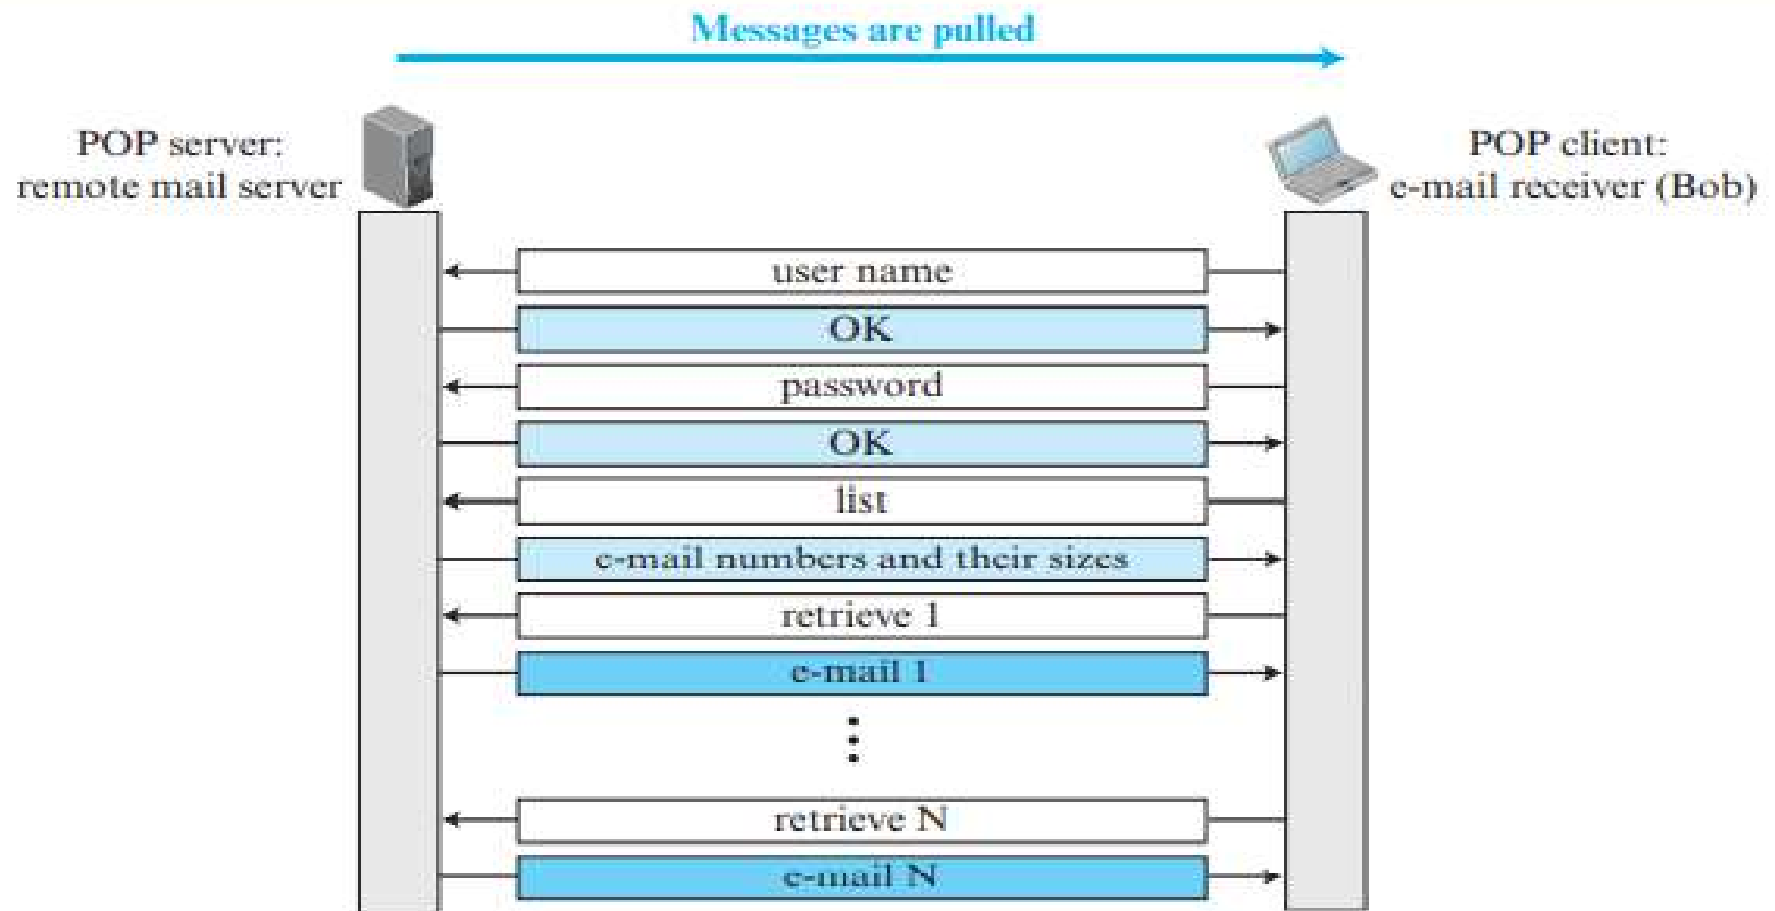 Messages are pulled
POP server:
remote mail server
POP client:
e-mail receiver (Bob)
user name
OK
password
OK
list
e-mail numbers and their sizes
retrieve 1
e-mail 1
retrieve N
e-mail N